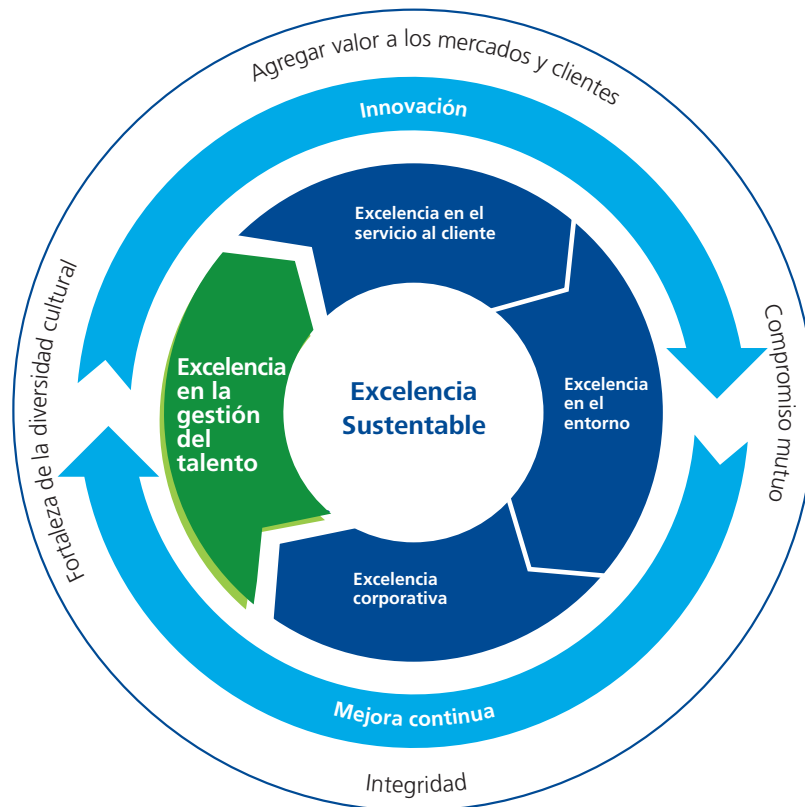 Agregar valor a los mercados y clientes
Innovación
Excelencia en el
servicio al cliente
Fortaleza de la diversidad cultural
Excelencia
en la
gestión
del
talento
Excelencia
Sustentable
Excelencia
en el
entorno
Compromiso mutuo
Excelencia
corporativa
Mejora continua
Integridad